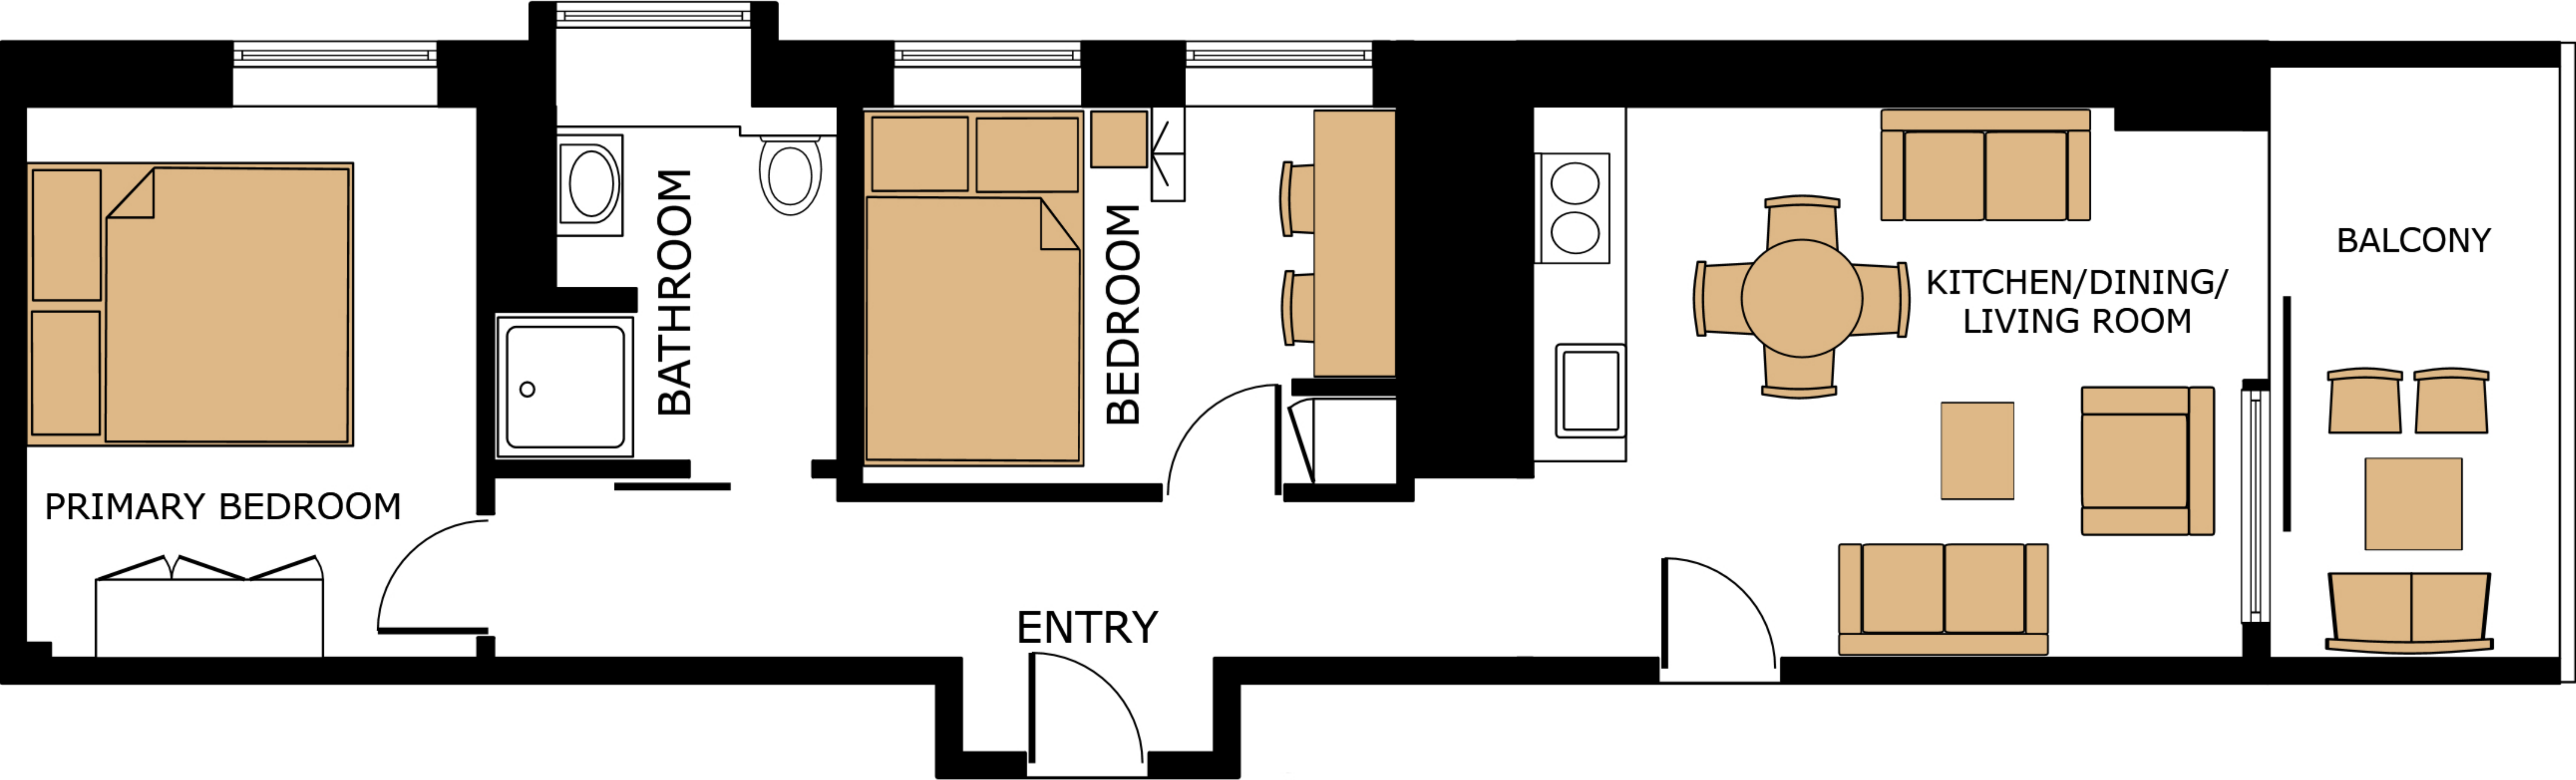 PRIMARY BEDROOM
BATHROOM
BEDROOM
ENTRY
KITCHEN/DINING/
LIVING ROOM
BALCONY